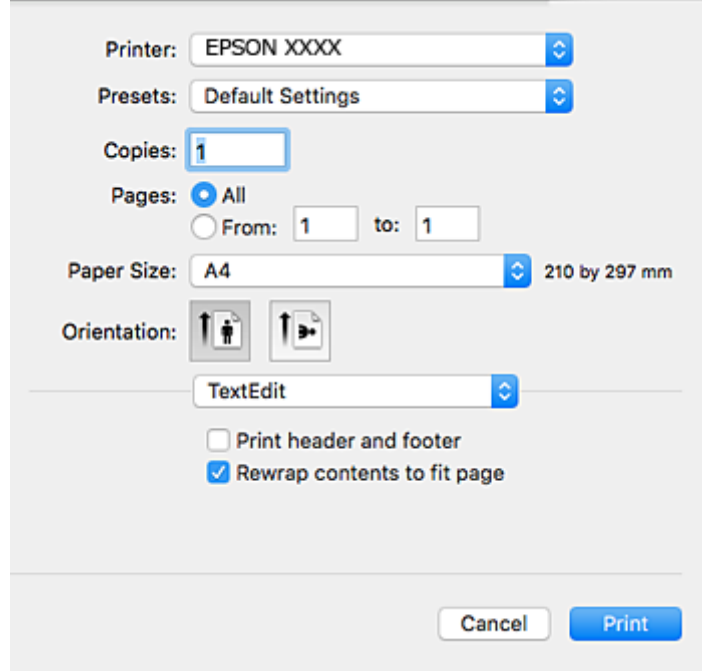 Printer: EPSON XXXX
Presets: Default Settings
Copies: 1
Pages: All
From: 1 to: 1
Paper Size: A4 210 by 297 mm
Orientation:
TextEdit
Print header and footer
Rewrap contents to fit page
Cancel Print